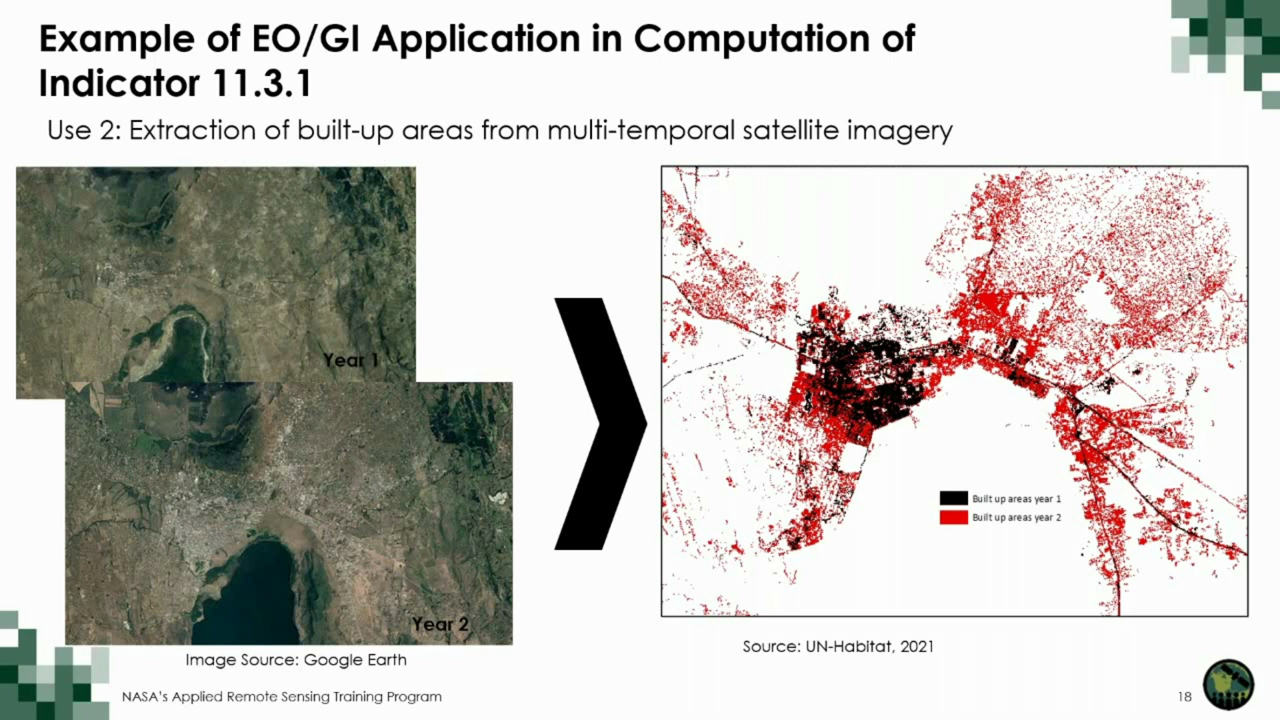 Example of EO/GI Application in Computation of
Indicator 11.3.1
Use 2: Extraction of built-up areas from multi-temporal satellite imagery
Year 1
Year 2
Built up areas year 1
Built up areas year 2
Image Source: Google Earth
Source: UN-Habitat, 2021
NASA's Applied Remote Sensing Training Program
18